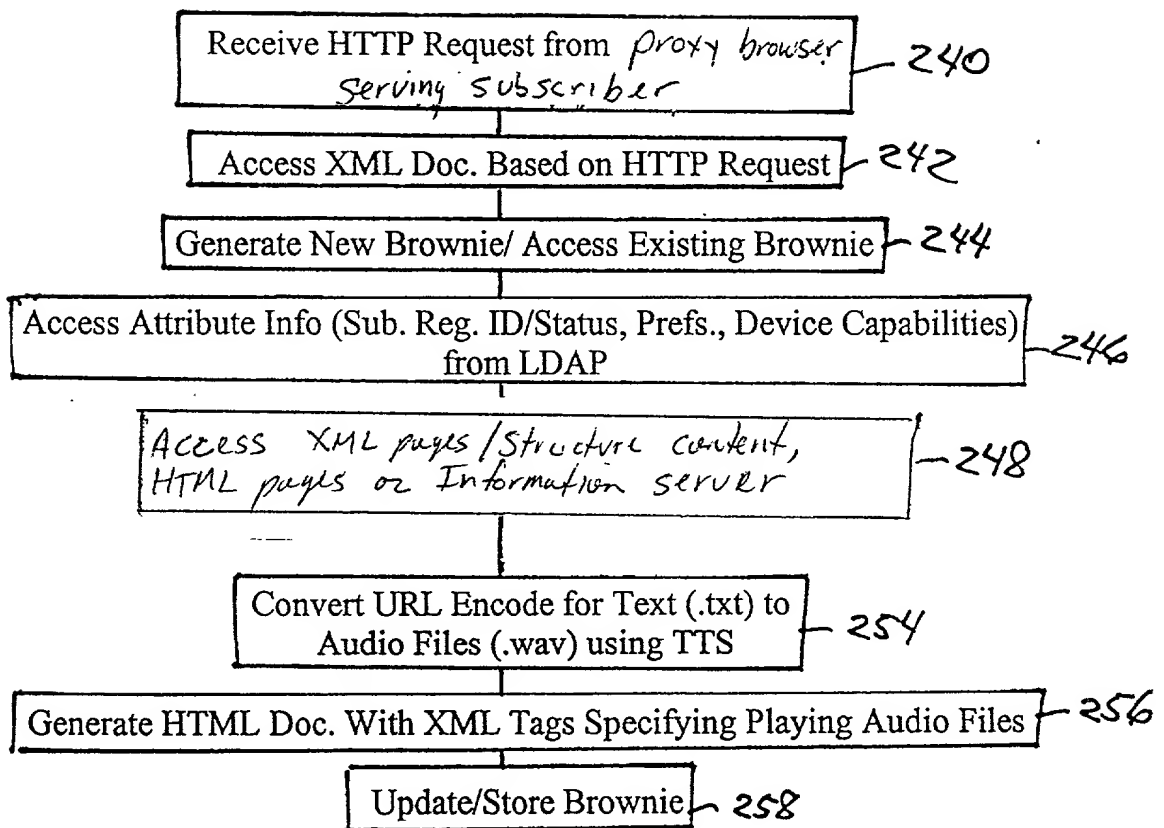 Receive HTTP Request from proxy browser 240
serving subscriber
Access XML Doc. Based on HTTP Request 242
Generate New Brownie/ Access Existing Brownie 244
Access Attribute Info (Sub. Reg. ID/Status, Prefs., Device Capabilities)
from LDAP 246
Access XML pages/Structure content, 248
HTML pages or Information server
Convert URL Encode for Text (.txt) to
Audio Files (.wav) using TTS 254
Generate HTML Doc. With XML Tags Specifying Playing Audio Files 256
Update/Store Brownie 258